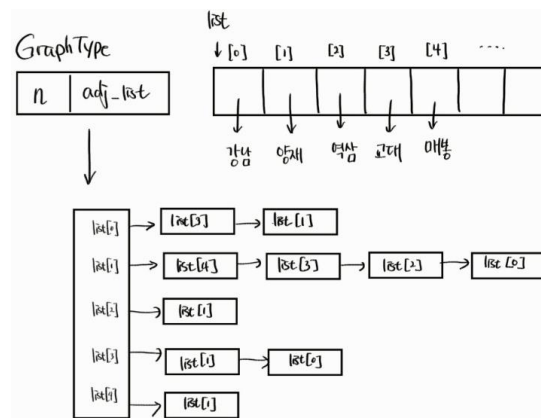 list
GraphType
[0] [1] [2] [3] [4] ....
n adj_list
강남 양재 역삼 교대 매봉
list[0] list[3] list[1]
list[1] list[4] list[3] list[2] list[0]
list[2] list[1]
list[3] list[1] list[0]
list[4] list[1]